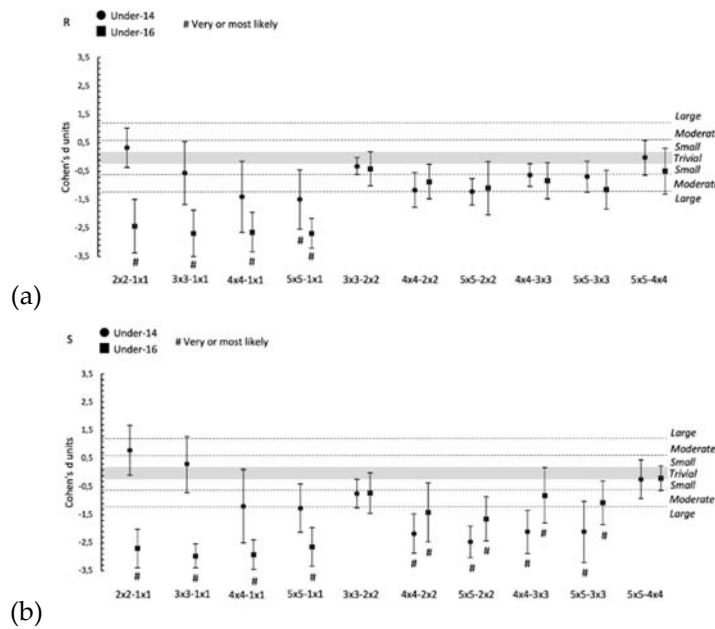 R
● Under-14
■ Under-16
# Very or most likely
3,5
2,5
1,5
0,5
-0,5
-1,5
-2,5
-3,5
Cohen's d units
Large
Moderate
Small
Trivial
Small
Moderate
Large
# # # # #
2x2-1x1 3x3-1x1 4x4-1x1 5x5-1x1 3x3-2x2 4x4-2x2 5x5-2x2 4x4-3x3 5x5-3x3 5x5-4x4
(a)
S
● Under-14
■ Under-16
# Very or most likely
3,5
2,5
1,5
0,5
-0,5
-1,5
-2,5
-3,5
Cohen's d units
Large
Moderate
Small
Trivial
Small
Moderate
Large
# # # # # # # # # # # #
2x2-1x1 3x3-1x1 4x4-1x1 5x5-1x1 3x3-2x2 4x4-2x2 5x5-2x2 4x4-3x3 5x5-3x3 5x5-4x4
(b)